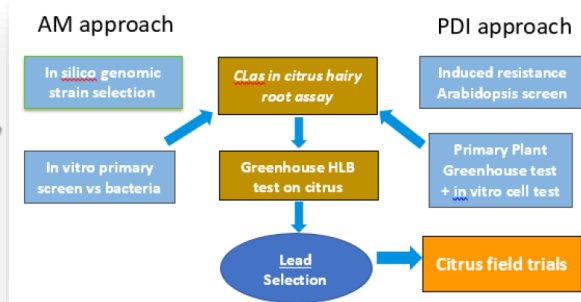 AM approach
PDI approach
In silico genomic
strain selection
CLas in citrus hairy
root assay
Induced resistance
Arabidopsis screen
In vitro primary
screen vs bacteria
Greenhouse HLB
test on citrus
Primary Plant
Greenhouse test
+ in vitro cell test
Lead
Selection
Citrus field trials